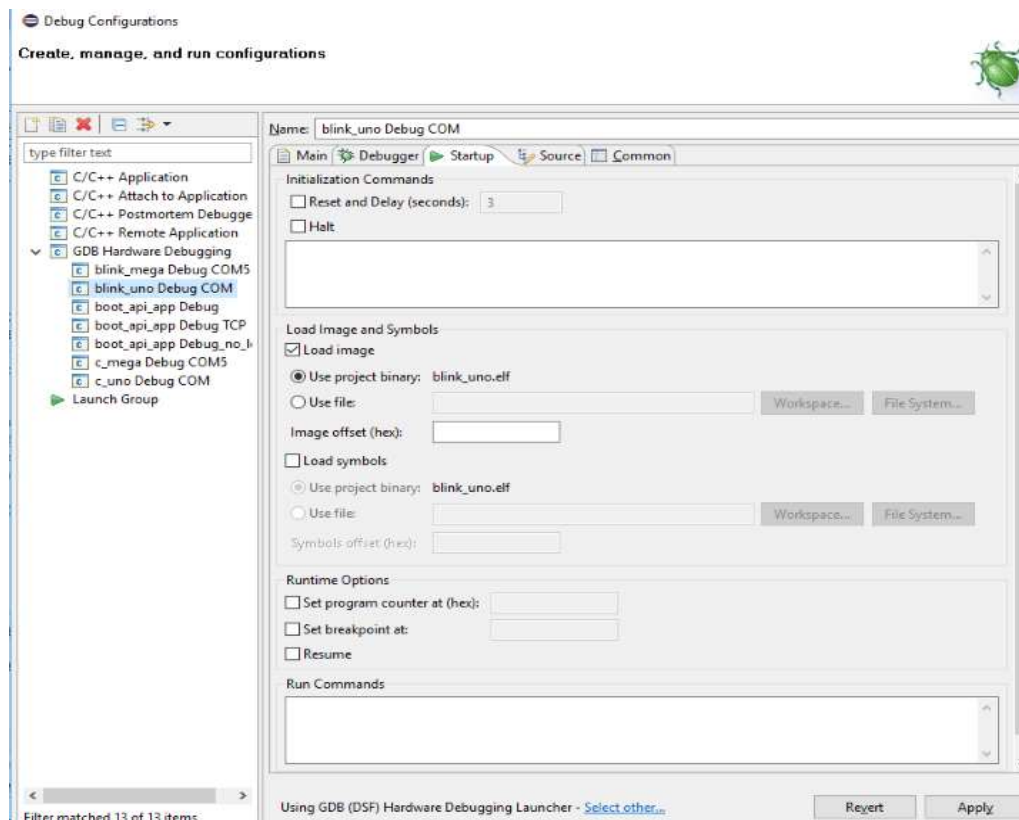 Debug Configurations
Create, manage, and run configurations
type filter text
C/C++ Application
C/C++ Attach to Application
C/C++ Postmortem Debugge
C/C++ Remote Application
GDB Hardware Debugging
blink_mega Debug COM5
blink_uno Debug COM
boot_api_app Debug
boot_api_app Debug TCP
boot_api_app Debug_no_l
c_mega Debug COM5
c_uno Debug COM
Launch Group
Filter matched 13 of 13 items
Name: blink_uno Debug COM
Main Debugger Startup Source Common
Initialization Commands
Reset and Delay (seconds): 3
Halt
Load Image and Symbols
Load image
Use project binary: blink_uno.elf
Use file: Workspace... File System...
Image offset (hex):
Load symbols
Use project binary: blink_uno.elf
Use file: Workspace... File System...
Symbols offset (hex):
Runtime Options
Set program counter at (hex):
Set breakpoint at:
Resume
Run Commands
Using GDB (DSF) Hardware Debugging Launcher - Select other...
Revert Apply